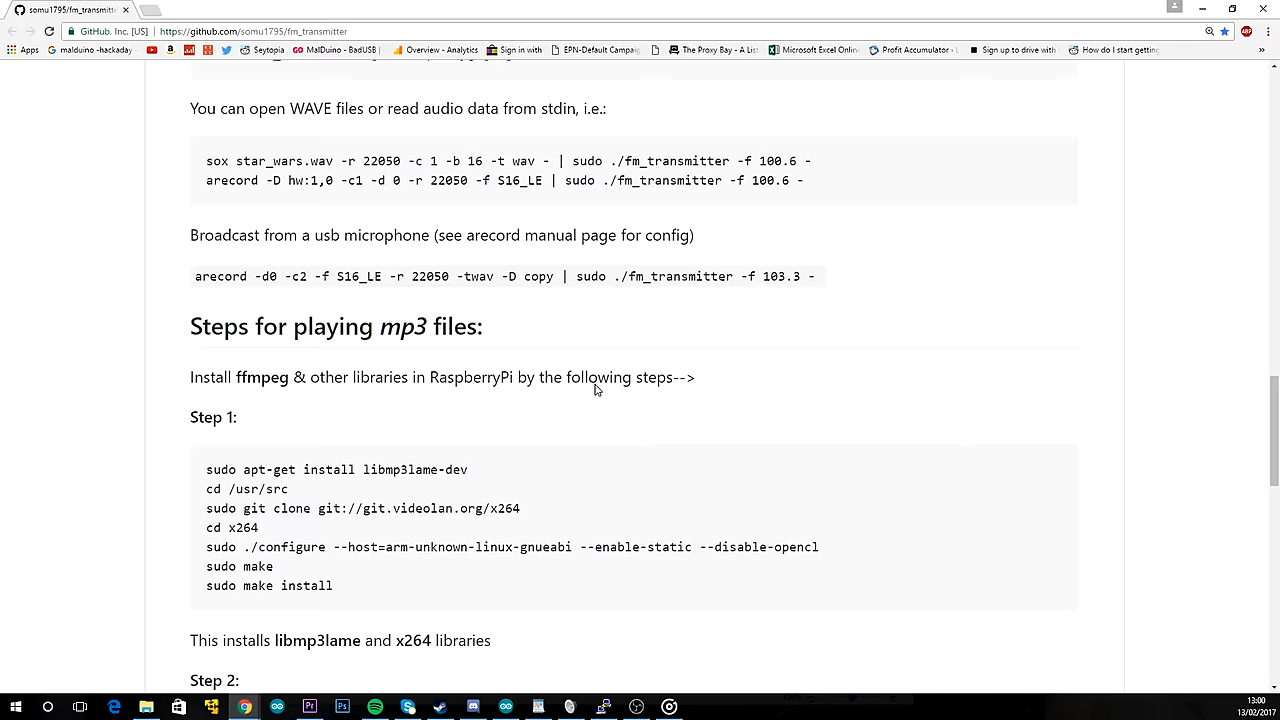 somu1795/fm_transmitte
GitHub, Inc. [US] https://github.com/somu1795/fm_transmitter
Apps malduino - hackaday Seytopia MalDuino | BadUSB | Overview - Analytics Sign in with EPN-Default Campai The Proxy Bay - A List Microsoft Excel Online Profit Accumulator - Sign up to drive with How do I start getting »
You can open WAVE files or read audio data from stdin, i.e.:
sox star_wars.wav -r 22050 -c 1 -b 16 -t wav - | sudo ./fm_transmitter -f 100.6 -
arecord -D hw:1,0 -c1 -d 0 -r 22050 -f S16_LE | sudo ./fm_transmitter -f 100.6 -
Broadcast from a usb microphone (see arecord manual page for config)
arecord -d0 -c2 -f S16_LE -r 22050 -twav -D copy | sudo ./fm_transmitter -f 103.3 -
Steps for playing mp3 files:
Install ffmpeg & other libraries in RaspberryPi by the following steps-->
Step 1:
sudo apt-get install libmp3lame-dev
cd /usr/src
sudo git clone git://git.videolan.org/x264
cd x264
sudo ./configure --host=arm-unknown-linux-gnueabi --enable-static --disable-opencl
sudo make
sudo make install
This installs libmp3lame and x264 libraries
Step 2:
13:00
13/02/2017